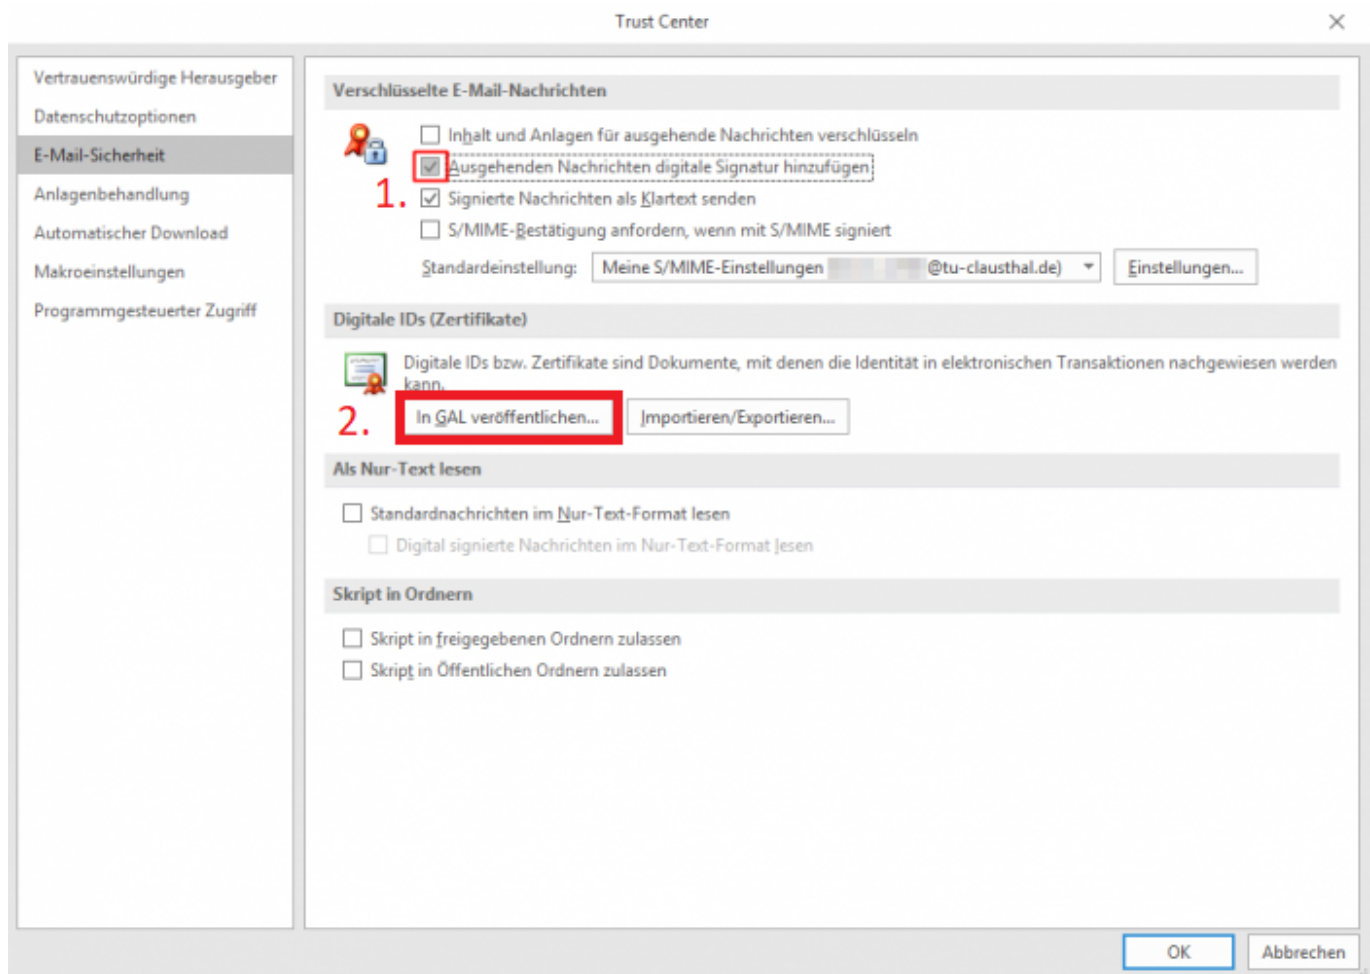 Trust Center
Vertrauenswürdige Herausgeber
Datenschutzoptionen
E-Mail-Sicherheit
Anlagenbehandlung
Automatischer Download
Makroeinstellungen
Programmgesteuerter Zugriff
Verschlüsselte E-Mail-Nachrichten
Inhalt und Anlagen für ausgehende Nachrichten verschlüsseln
Ausgehenden Nachrichten digitale Signatur hinzufügen
1.
Signierte Nachrichten als Klartext senden
S/MIME-Bestätigung anfordern, wenn mit S/MIME signiert
Standardeinstellung: Meine S/MIME-Einstellungen @tu-clausthal.de) Einstellungen...
Digitale IDs (Zertifikate)
Digitale IDs bzw. Zertifikate sind Dokumente, mit denen die Identität in elektronischen Transaktionen nachgewiesen werden
kann.
2. In GAL veröffentlichen... Importieren/Exportieren...
Als Nur-Text lesen
Standardnachrichten im Nur-Text-Format lesen
Digital signierte Nachrichten im Nur-Text-Format lesen
Skript in Ordnern
Skript in freigegebenen Ordnern zulassen
Skript in Öffentlichen Ordnern zulassen
OK Abbrechen